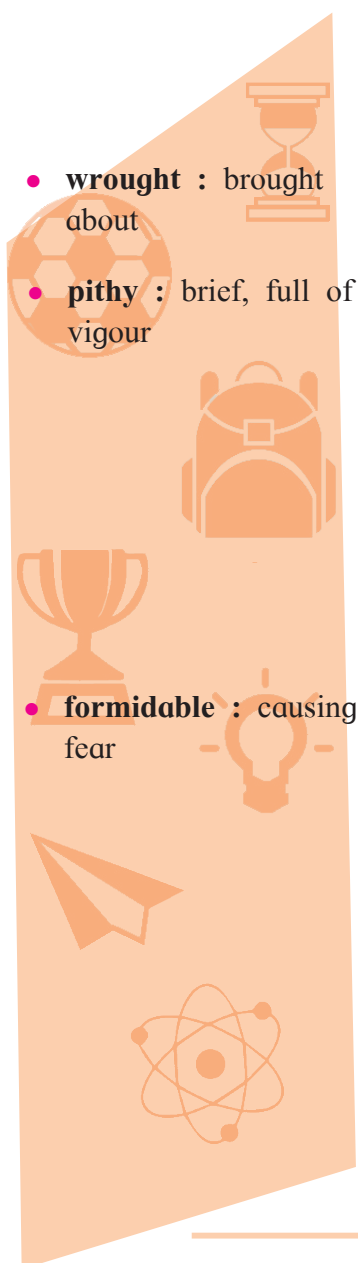 • wrought : brought
about
• pithy : brief, full of
vigour
• formidable : causing
fear